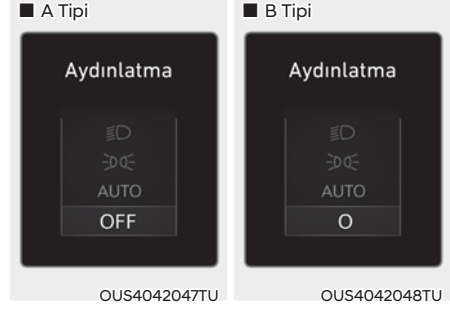 ■ A Tipi
Aydınlatma
AUTO
OFF
OUS4042047TU
■ B Tipi
Aydınlatma
AUTO
O
OUS4042048TU